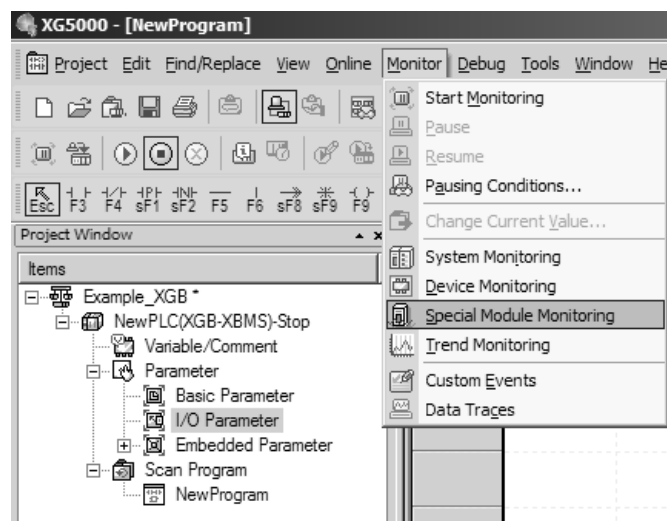 XG5000 - [NewProgram]
Project Edit Find/Replace View Online Monitor Debug Tools Window He
Start Monitoring
Pause
Resume
Pausing Conditions...
Change Current Value...
System Monitoring
Device Monitoring
Special Module Monitoring
Trend Monitoring
Custom Events
Data Traces
Esc F3 F4 sF1 sF2 F5 F6 sF8 sF9 F9
Project Window
Items
Example_XGB *
NewPLC(XGB-XBMS)-Stop
Variable/Comment
Parameter
Basic Parameter
I/O Parameter
Embedded Parameter
Scan Program
NewProgram